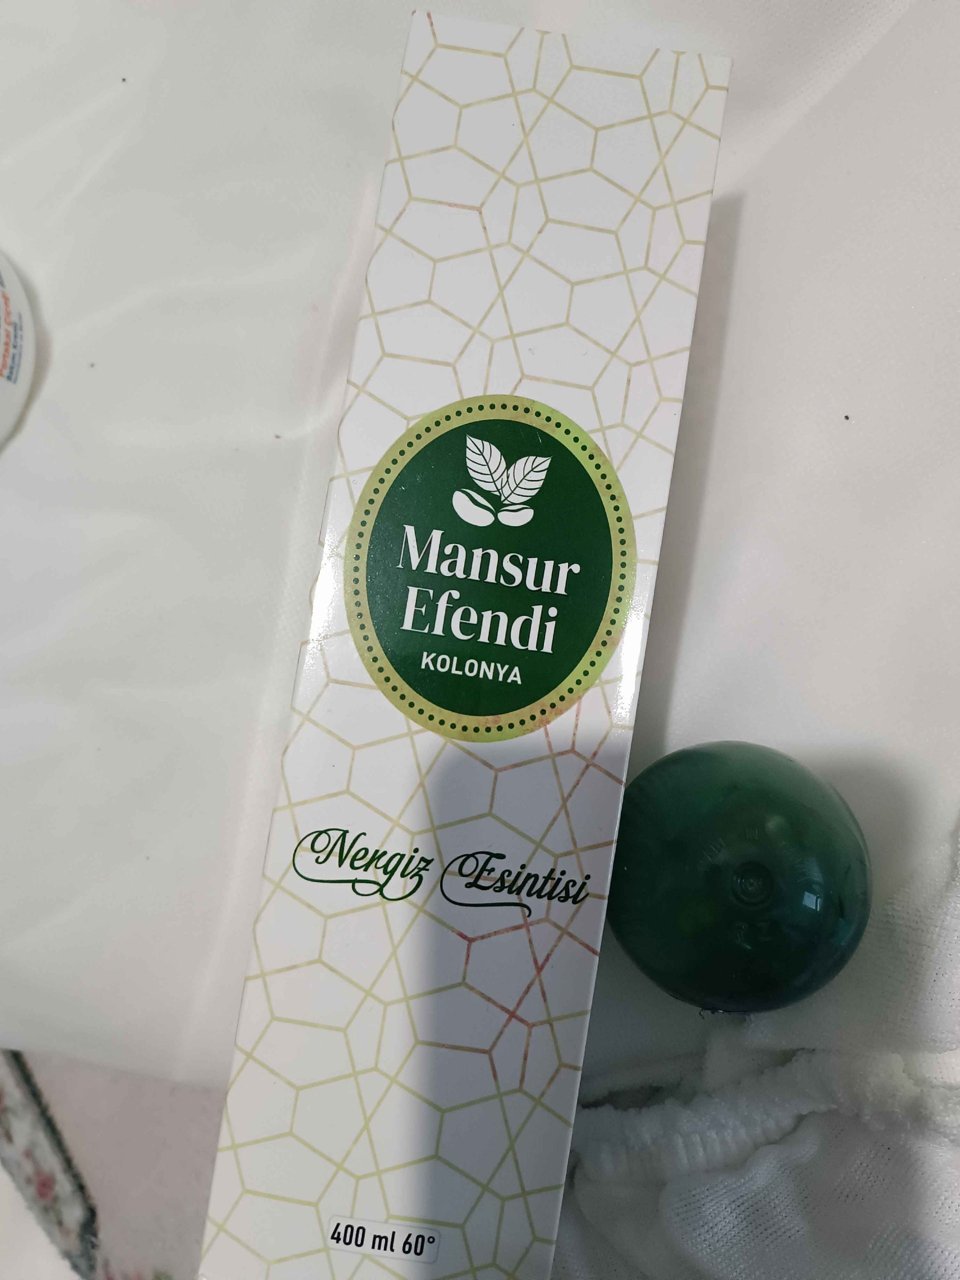 Mansur
Efendi
KOLONYA
Nergiz Esintisi
400 ml 60°